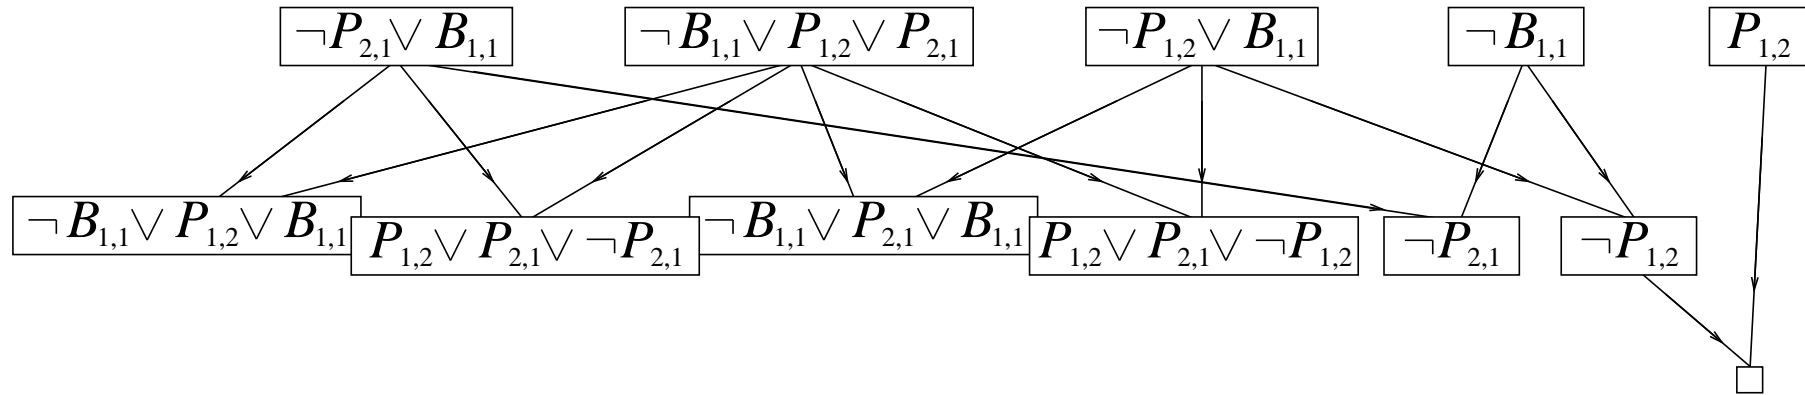 ¬P₂,₁ ∨ B₁,₁ ¬B₁,₁ ∨ P₁,₂ ∨ P₂,₁ ¬P₁,₂ ∨ B₁,₁ ¬B₁,₁ P₁,₂
¬B₁,₁ ∨ P₁,₂ ∨ B₁,₁ P₁,₂ ∨ P₂,₁ ∨ ¬P₂,₁ ¬B₁,₁ ∨ P₂,₁ ∨ B₁,₁ P₁,₂ ∨ P₂,₁ ∨ ¬P₁,₂ ¬P₂,₁ ¬P₁,₂